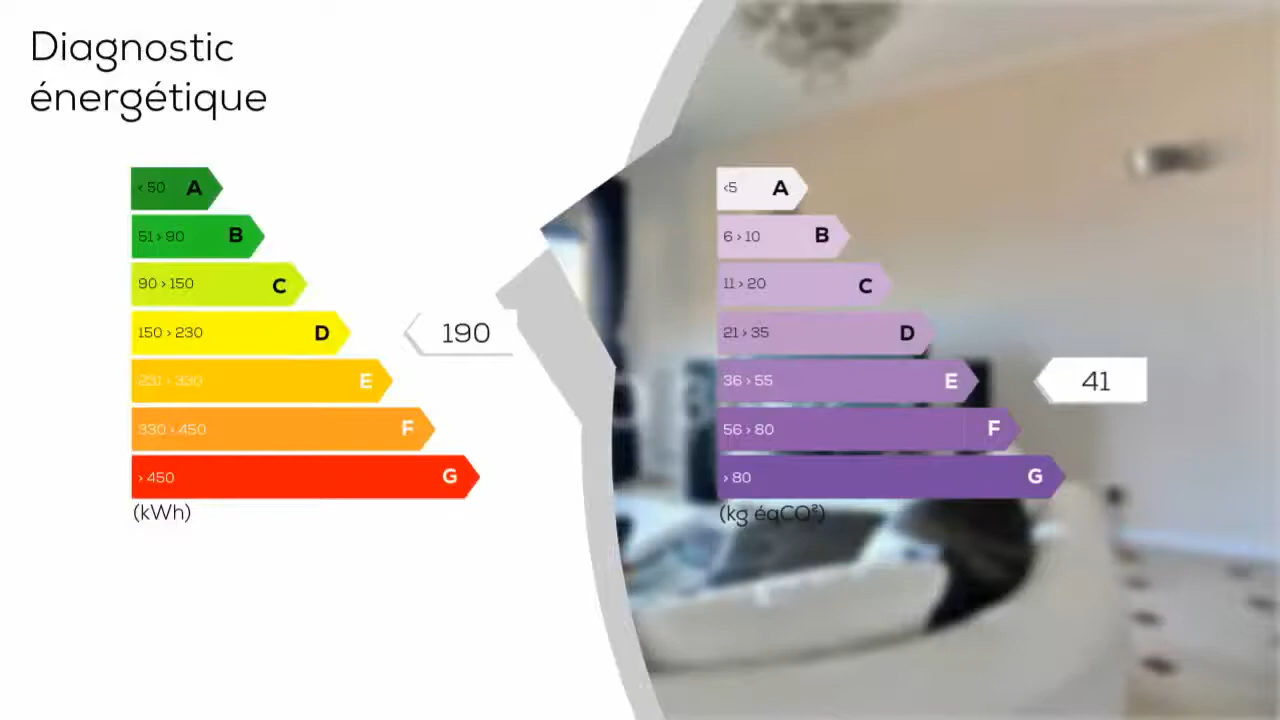 Diagnostic
énergétique
< 50 A
51 > 90 B
90 > 150 C
150 > 230 D
190
231 > 330 E
330 > 450 F
> 450 G
(kWh)
<5 A
6 > 10 B
11 > 20 C
21 > 35 D
36 > 55 E
41
56 > 80 F
> 80 G
(kg éqCO²)